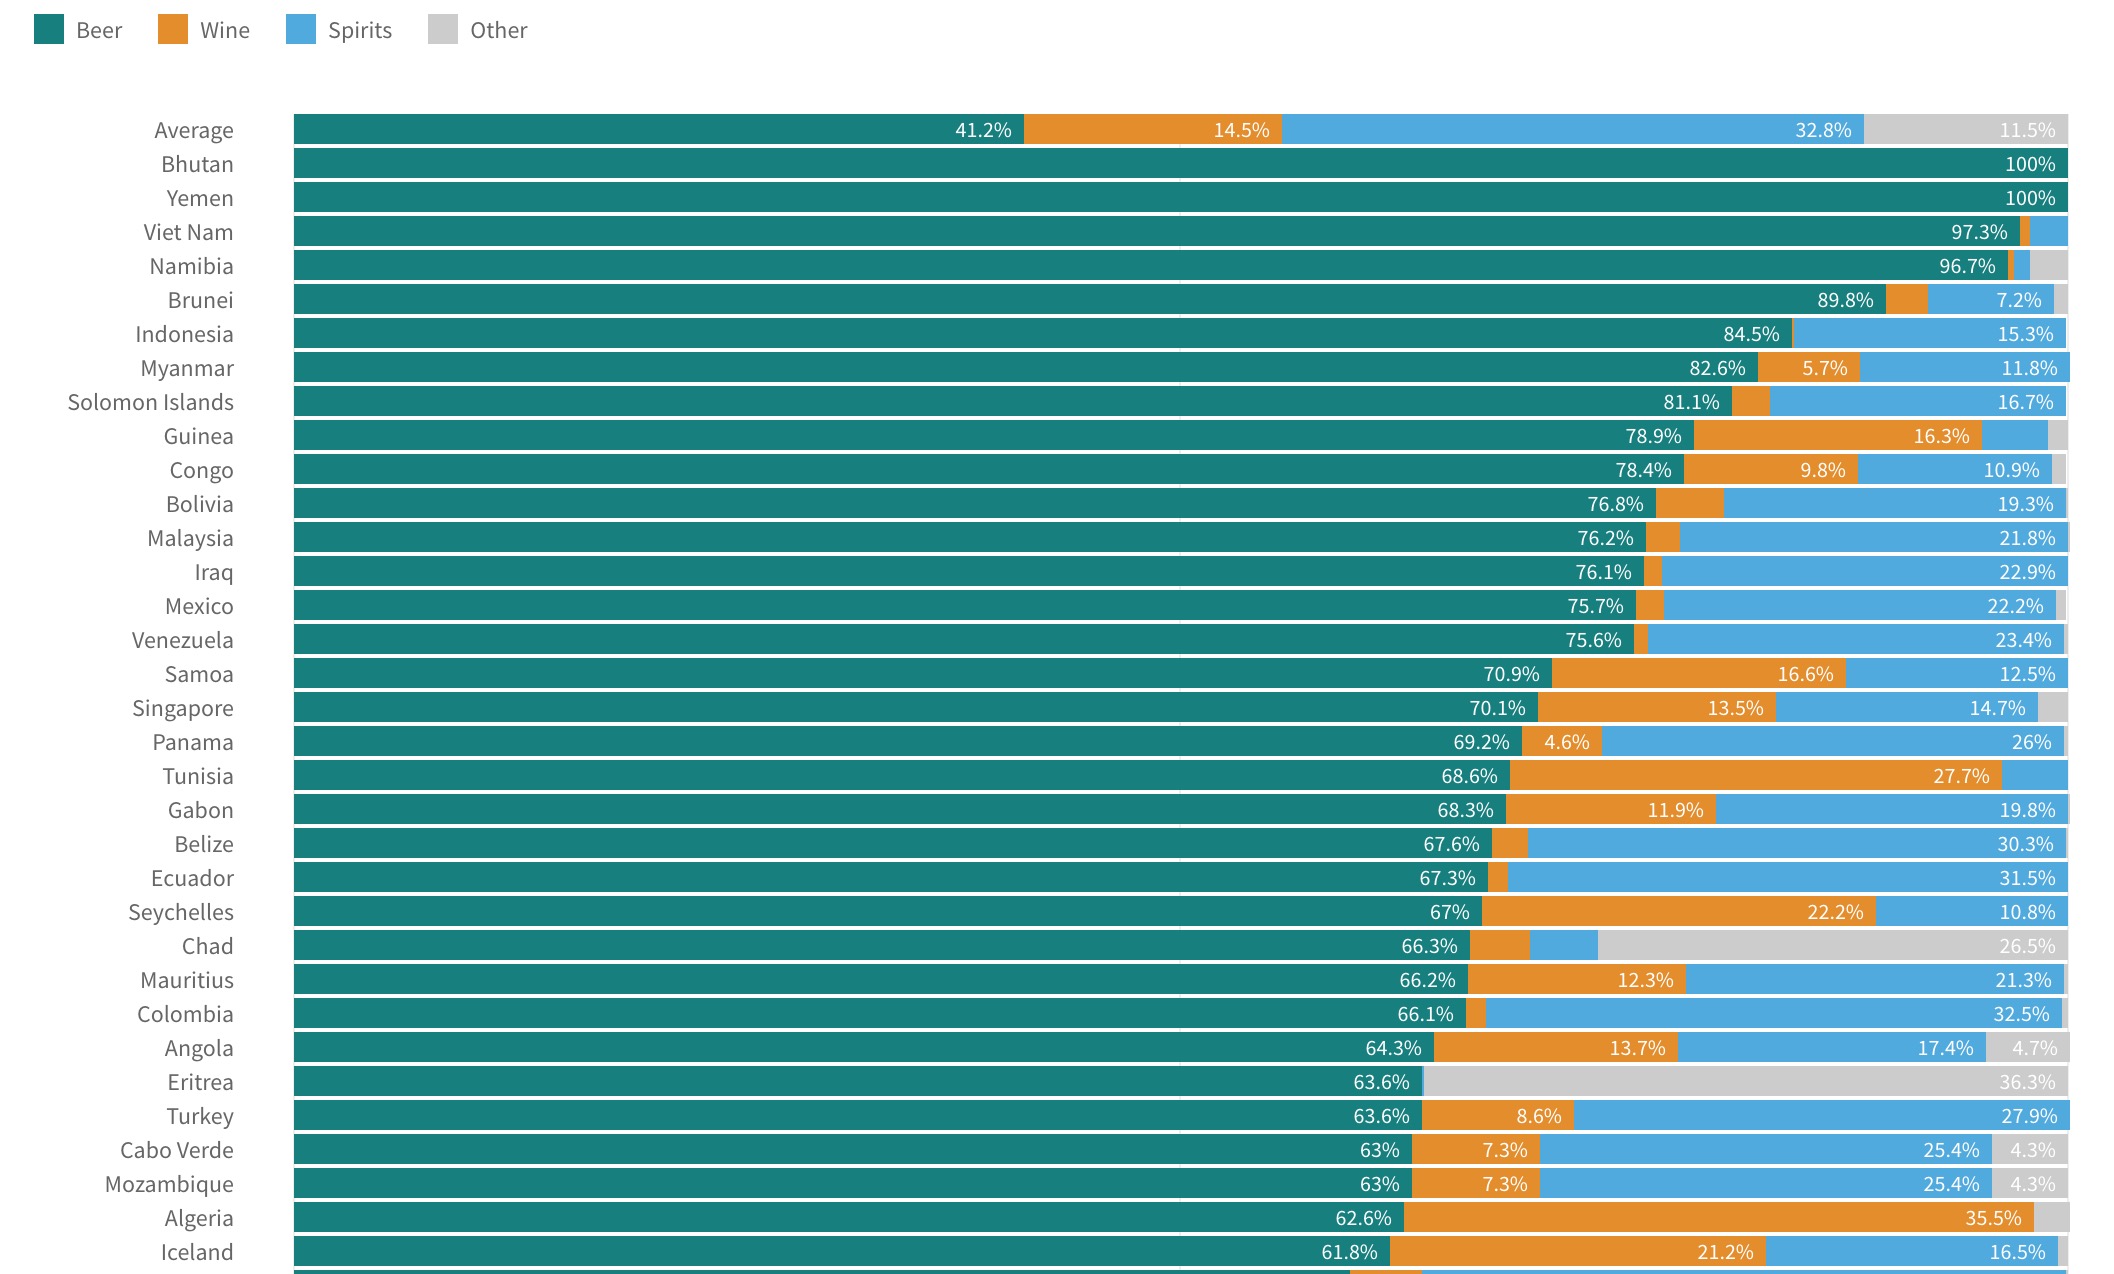 Beer Wine Spirits Other
Average 41.2% 14.5% 32.8% 11.5%
Bhutan 100%
Yemen 100%
Viet Nam 97.3%
Namibia 96.7%
Brunei 89.8% 7.2%
Indonesia 84.5% 15.3%
Myanmar 82.6% 5.7% 11.8%
Solomon Islands 81.1% 16.7%
Guinea 78.9% 16.3%
Congo 78.4% 9.8% 10.9%
Bolivia 76.8% 19.3%
Malaysia 76.2% 21.8%
Iraq 76.1% 22.9%
Mexico 75.7% 22.2%
Venezuela 75.6% 23.4%
Samoa 70.9% 16.6% 12.5%
Singapore 70.1% 13.5% 14.7%
Panama 69.2% 4.6% 26%
Tunisia 68.6% 27.7%
Gabon 68.3% 11.9% 19.8%
Belize 67.6% 30.3%
Ecuador 67.3% 31.5%
Seychelles 67% 22.2% 10.8%
Chad 66.3% 26.5%
Mauritius 66.2% 12.3% 21.3%
Colombia 66.1% 32.5%
Angola 64.3% 13.7% 17.4% 4.7%
Eritrea 63.6% 36.3%
Turkey 63.6% 8.6% 27.9%
Cabo Verde 63% 7.3% 25.4% 4.3%
Mozambique 63% 7.3% 25.4% 4.3%
Algeria 62.6% 35.5%
Iceland 61.8% 21.2% 16.5%